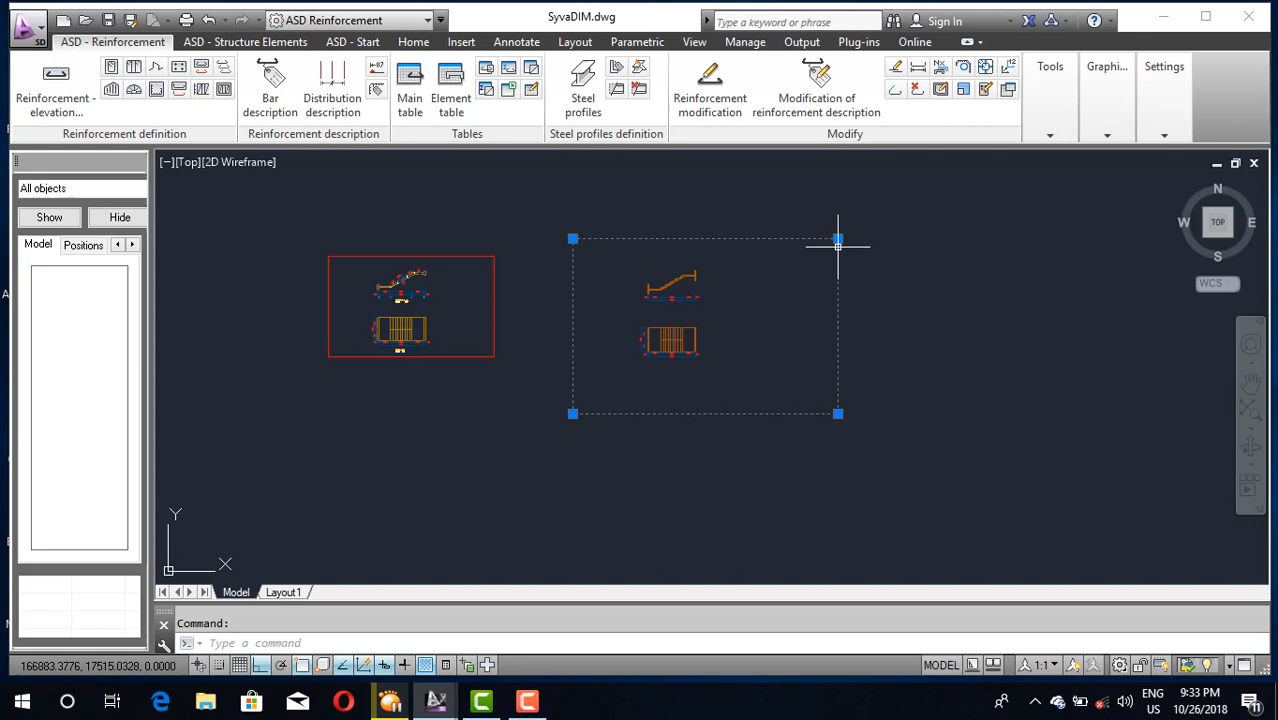 ASD Reinforcement
SyvaDIM.dwg
Type a keyword or phrase
Sign In
ASD - Reinforcement
ASD - Structure Elements
ASD - Start
Home
Insert
Annotate
Layout
Parametric
View
Manage
Output
Plug-ins
Online
Reinforcement - elevation...
Bar description
Distribution description
Main table
Element table
Steel profiles
Reinforcement modification
Modification of reinforcement description
Tools
Graphi...
Settings
Reinforcement definition
Reinforcement description
Tables
Steel profiles definition
Modify
[−][Top][2D Wireframe]
All objects
Show
Hide
Model
Positions
N
W
TOP
E
S
WCS
Y
X
Model
Layout1
Command:
Type a command
166883.3776, 17515.0328, 0.0000
MODEL
1:1
ENG
US
9:33 PM
10/26/2018